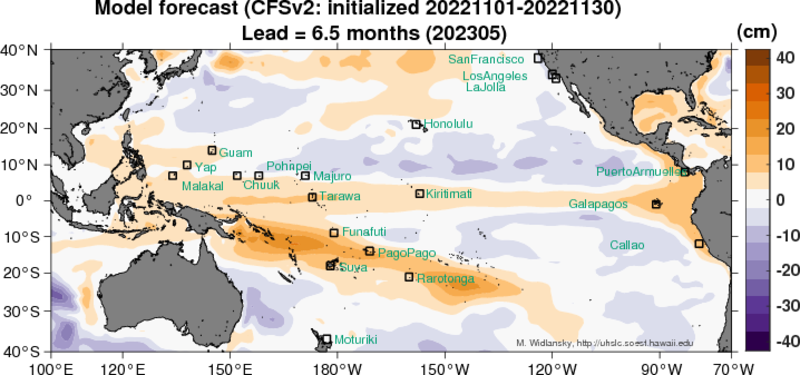 Model forecast (CFSv2: initialized 20221101-20221130)
Lead = 6.5 months (202305)
(cm)
40°N
30°N
20°N
10°N
0°
10°S
20°S
30°S
40°S
SanFrancisco
LosAngeles
LaJolla
Honolulu
Guam
Yap
Pohnpei
PuertoArmuelles
Malakal
Chuuk
Majuro
Tarawa
Kiritimati
Galapagos
Funafuti
Callao
PagoPago
Suva
Rarotonga
Moturiki
M. Widlansky, http://uhslc.soest.hawaii.edu
100°E 120°E 150°E 180°W 150°W 120°W 90°W 70°W
40
30
20
10
0
-10
-20
-30
-40